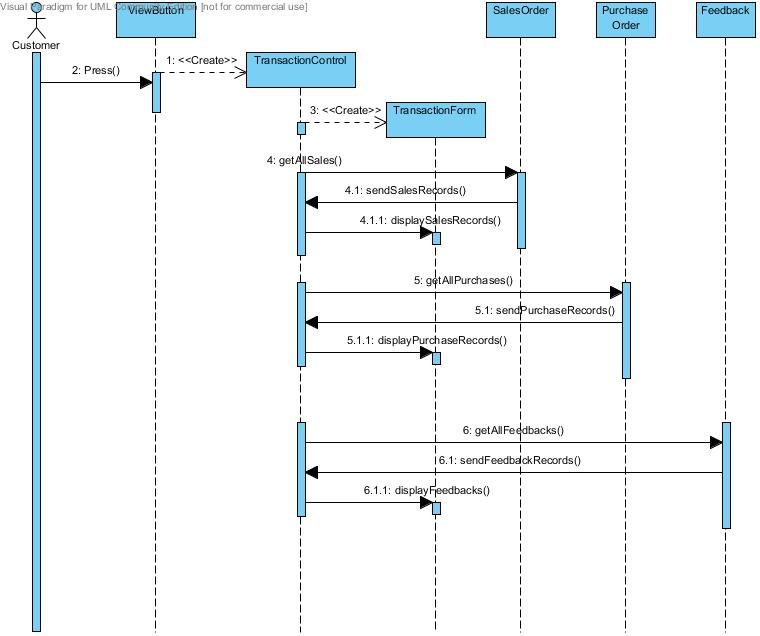 Visual Paradigm for UML Community Edition [not for commercial use]
ViewButton
SalesOrder
Purchase
Order
Feedback
Customer
1: <<Create>>
TransactionControl
2: Press()
3: <<Create>>
TransactionForm
4: getAllSales()
4.1: sendSalesRecords()
4.1.1: displaySalesRecords()
5: getAllPurchases()
5.1: sendPurchaseRecords()
5.1.1: displayPurchaseRecords()
6: getAllFeedbacks()
6.1: sendFeedbackRecords()
6.1.1: displayFeedbacks()